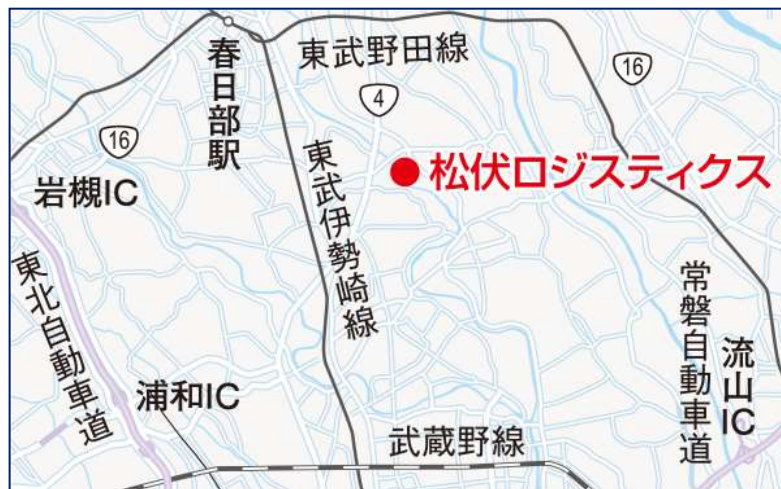 東武野田線
春日部駅
4
16
16
東武伊勢崎線
松伏ロジスティクス
岩槻IC
東北自動車道
常磐自動車道
流山IC
浦和IC
武蔵野線